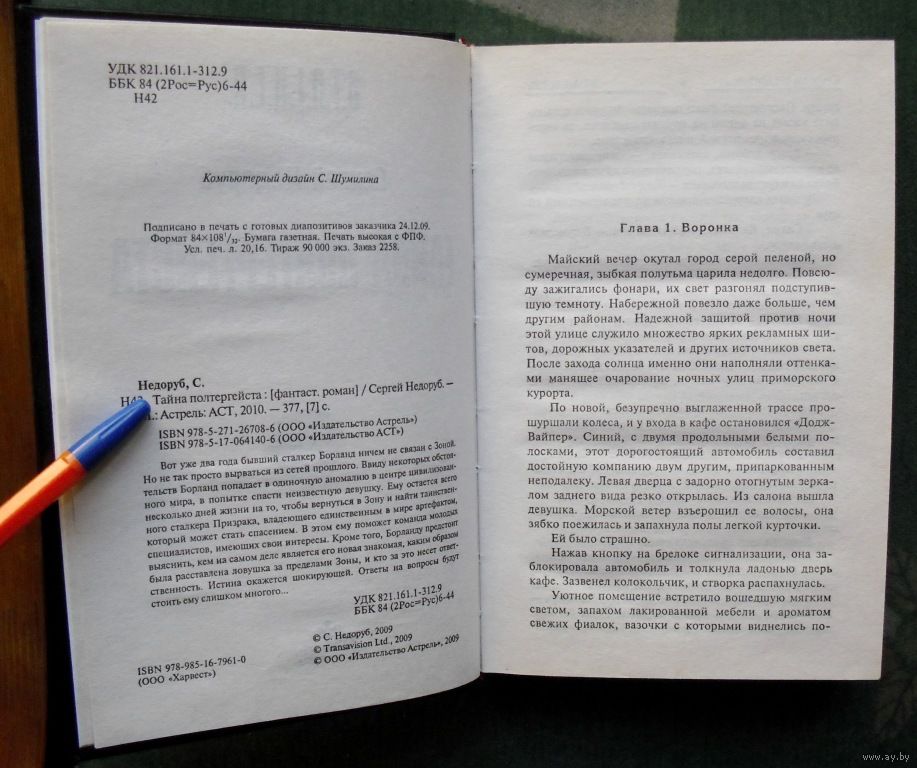 УДК 821.161.1-312.9
ББК 84 (2Рос=Рус)6-44
Н42
Компьютерный дизайн С. Шумилина
Подписано в печать с готовых диапозитивов заказчика 24.12.09.
Формат 84×108¹/₃₂. Бумага газетная. Печать высокая с ФПФ.
Усл. печ. л. 20,16. Тираж 90 000 экз. Заказ 2258.
Недоруб, С.
Тайна полтергейста : [фантаст. роман] / Сергей Недоруб. —
Астрель: АСТ, 2010. — 377, [7] с.
ISBN 978-5-271-26708-6 (ООО «Издательство Астрель»)
ISBN 978-5-17-064140-6 (ООО «Издательство АСТ»)
Вот уже два года бывший сталкер Борланд ничем не связан с Зоной.
Но не так просто вырваться из сетей прошлого. Ввиду некоторых обстоя-
тельств Борланд попадает в одиночную аномалию в центре цивилизован-
ного мира, в попытке спасти неизвестную девушку. Ему остается всего
несколько дней жизни на то, чтобы вернуться в Зону и найти таинствен-
ного сталкера Призрака, владеющего единственным в мире артефактом,
который может стать спасением. В этом ему поможет команда молодых
специалистов, имеющих свои интересы. Кроме того, Борланду предстоит
выяснить, кем на самом деле является его новая знакомая, каким образом
была расставлена ловушка за пределами Зоны, и кто за это несет ответ-
ственность. Истина окажется шокирующей. Ответы на вопросы будут
стоить ему слишком многого...
УДК 821.161.1-312.9
ББК 84 (2Рос=Рус)6-44
© С. Недоруб, 2009
© Transavision Ltd., 2009
© ООО «Издательство Астрель», 2009
ISBN 978-985-16-7961-0
(ООО «Харвест»)
Глава 1. Воронка
Майский вечер окутал город серой пеленой, но
сумеречная, зыбкая полутьма царила недолго. Повсю-
ду зажигались фонари, их свет разгонял подступив-
шую темноту. Набережной повезло даже больше, чем
другим районам. Надежной защитой против ночи
этой улице служило множество ярких рекламных щи-
тов, дорожных указателей и других источников света.
После захода солнца именно они наполняли оттенка-
ми манящее очарование ночных улиц приморского
курорта.
По новой, безупречно выглаженной трассе про-
шуршали колеса, и у входа в кафе остановился «Додж-
Вайпер». Синий, с двумя продольными белыми по-
лосками, этот дорогостоящий автомобиль составил
достойную компанию двум другим, припаркованным
неподалеку. Левая дверца с задорно отогнутым зерка-
лом заднего вида резко открылась. Из салона вышла
девушка. Морской ветер взъерошил ее волосы, она
зябко поежилась и запахнула полы легкой курточки.
Ей было страшно.
Нажав кнопку на брелоке сигнализации, она за-
блокировала автомобиль и толкнула ладонью дверь
кафе. Зазвенел колокольчик, и створка распахнулась.
Уютное помещение встретило вошедшую мягким
светом, запахом лакированной мебели и ароматом
свежих фиалок, вазочки с которыми виднелись по-
www.ay.by